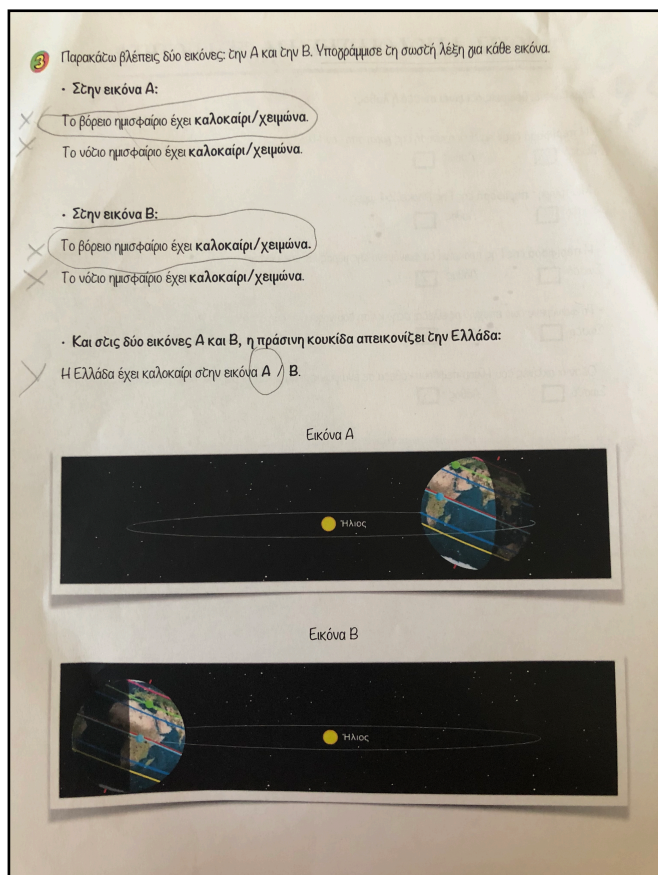 3 Παρακάτω βλέπεις δύο εικόνες: την Α και την Β. Υπογράμμισε τη σωστή λέξη για κάθε εικόνα.
· Στην εικόνα Α:
Το βόρειο ημισφαίριο έχει καλοκαίρι/χειμώνα.
Το νότιο ημισφαίριο έχει καλοκαίρι/χειμώνα.
· Στην εικόνα Β:
Το βόρειο ημισφαίριο έχει καλοκαίρι/χειμώνα.
Το νότιο ημισφαίριο έχει καλοκαίρι/χειμώνα.
· Και στις δύο εικόνες Α και Β, η πράσινη κουκίδα απεικονίζει την Ελλάδα:
Η Ελλάδα έχει καλοκαίρι στην εικόνα Α / Β.
Εικόνα Α
Ήλιος
Εικόνα Β
Ήλιος